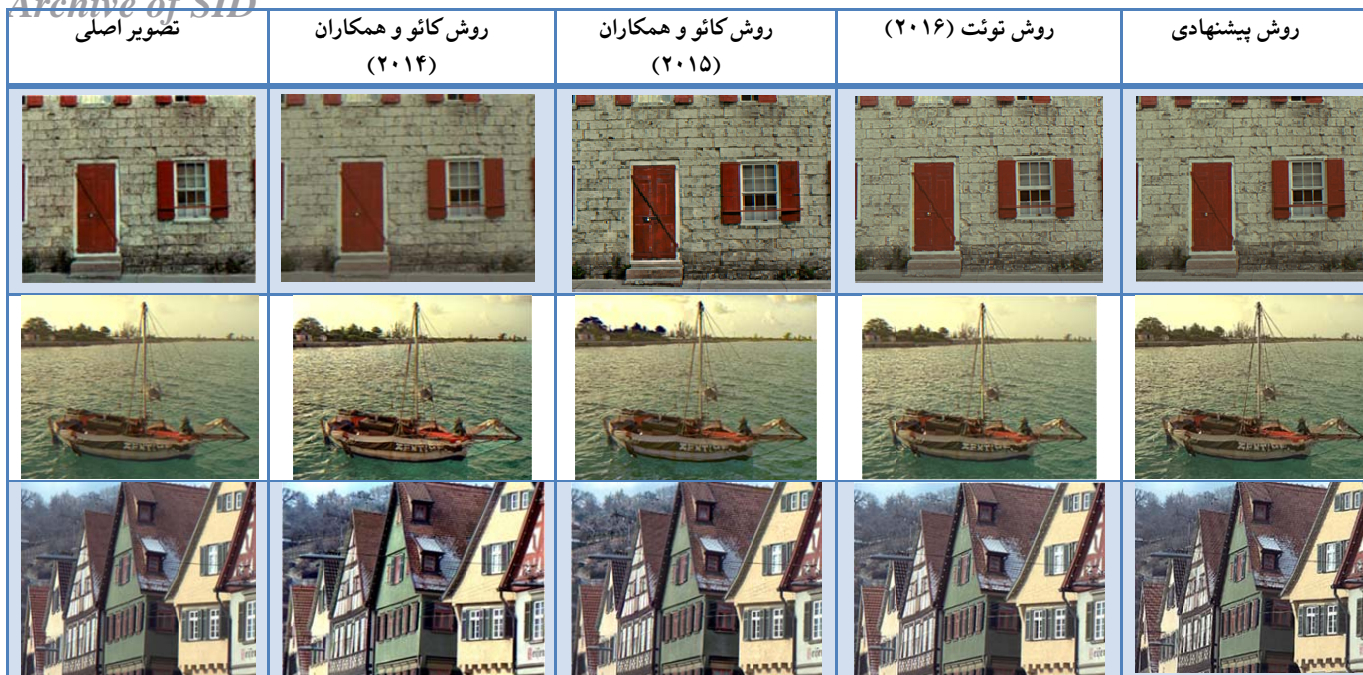 Archive of SID
روش پیشنهادی
روش توئت (۲۰۱۶)
روش کائو و همکاران
(۲۰۱۵)
روش کائو و همکاران
(۲۰۱۴)
تصویر اصلی